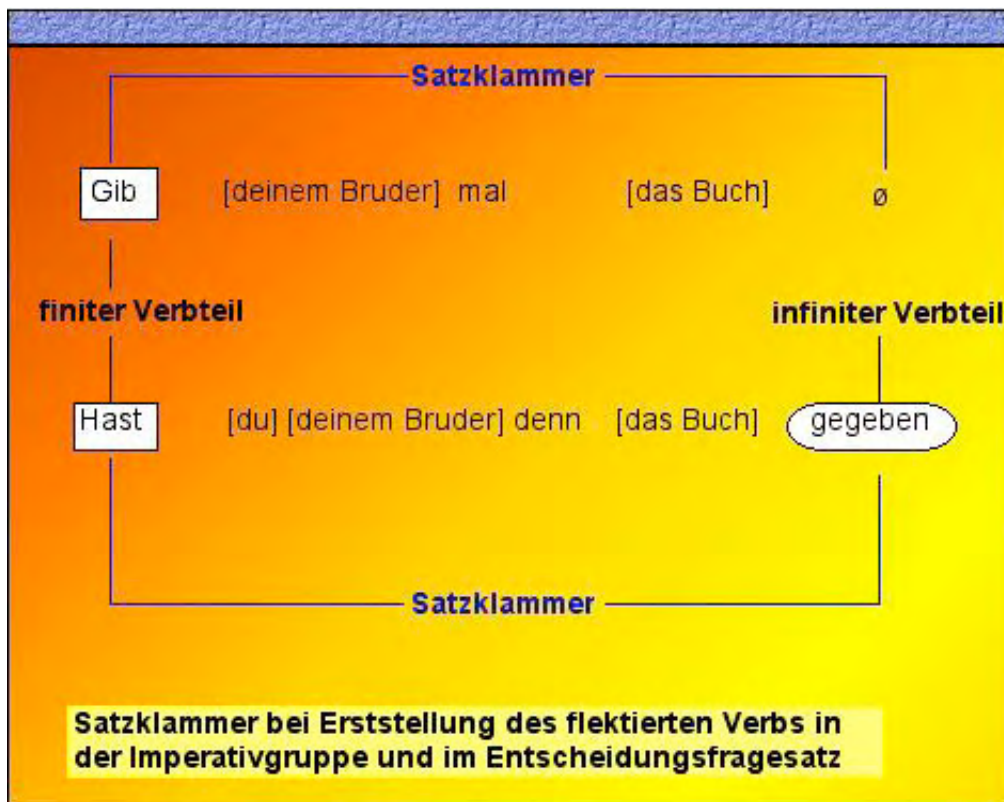 Satzklammer
Gib [deinem Bruder] mal [das Buch] ø
finiter Verbteil infiniter Verbteil
Hast [du] [deinem Bruder] denn [das Buch] gegeben
Satzklammer
Satzklammer bei Erststellung des flektierten Verbs in
der Imperativgruppe und im Entscheidungsfragesatz